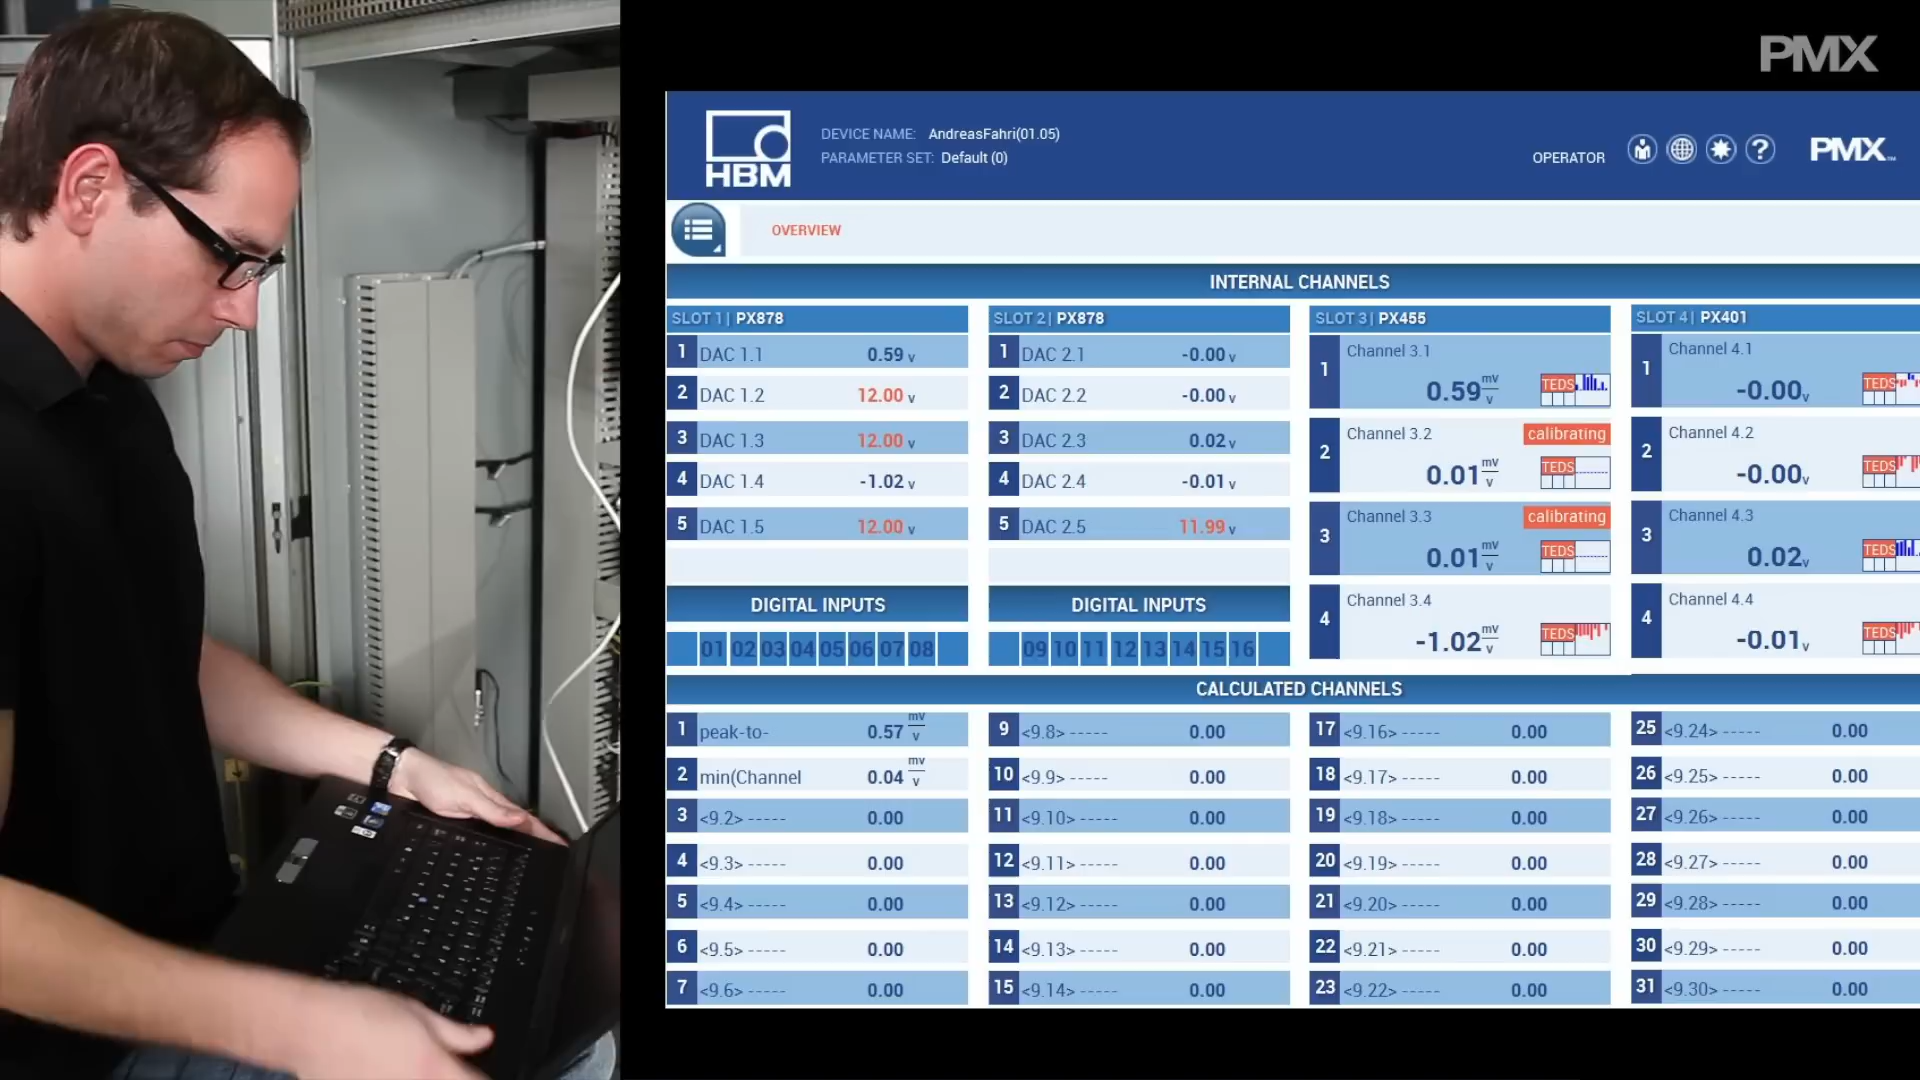 PMX
HBM
DEVICE NAME: AndreasFahri(01.05)
PARAMETER SET: Default (0)
OPERATOR
?
PMX
OVERVIEW
INTERNAL CHANNELS
SLOT 1| PX878
1 DAC 1.1 0.59 V
2 DAC 1.2 12.00 V
3 DAC 1.3 12.00 V
4 DAC 1.4 -1.02 V
5 DAC 1.5 12.00 V
DIGITAL INPUTS
01 02 03 04 05 06 07 08
SLOT 2| PX878
1 DAC 2.1 -0.00 V
2 DAC 2.2 -0.00 V
3 DAC 2.3 0.02 V
4 DAC 2.4 -0.01 V
5 DAC 2.5 11.99 V
DIGITAL INPUTS
09 10 11 12 13 14 15 16
SLOT 3| PX455
1 Channel 3.1
0.59 mV/V TEDS
2 Channel 3.2 calibrating
0.01 mV/V TEDS
3 Channel 3.3 calibrating
0.01 mV/V TEDS
4 Channel 3.4
-1.02 mV/V TEDS
SLOT 4| PX401
1 Channel 4.1
-0.00 V TEDS
2 Channel 4.2
-0.00 V TEDS
3 Channel 4.3
0.02 V TEDS
4 Channel 4.4
-0.01 V TEDS
CALCULATED CHANNELS
1 peak-to- 0.57 mV/V
2 min(Channel 0.04 mV/V
3 <9.2> ----- 0.00
4 <9.3> ----- 0.00
5 <9.4> ----- 0.00
6 <9.5> ----- 0.00
7 <9.6> ----- 0.00
9 <9.8> ----- 0.00
10 <9.9> ----- 0.00
11 <9.10> ----- 0.00
12 <9.11> ----- 0.00
13 <9.12> ----- 0.00
14 <9.13> ----- 0.00
15 <9.14> ----- 0.00
17 <9.16> ----- 0.00
18 <9.17> ----- 0.00
19 <9.18> ----- 0.00
20 <9.19> ----- 0.00
21 <9.20> ----- 0.00
22 <9.21> ----- 0.00
23 <9.22> ----- 0.00
25 <9.24> ----- 0.00
26 <9.25> ----- 0.00
27 <9.26> ----- 0.00
28 <9.27> ----- 0.00
29 <9.28> ----- 0.00
30 <9.29> ----- 0.00
31 <9.30> ----- 0.00